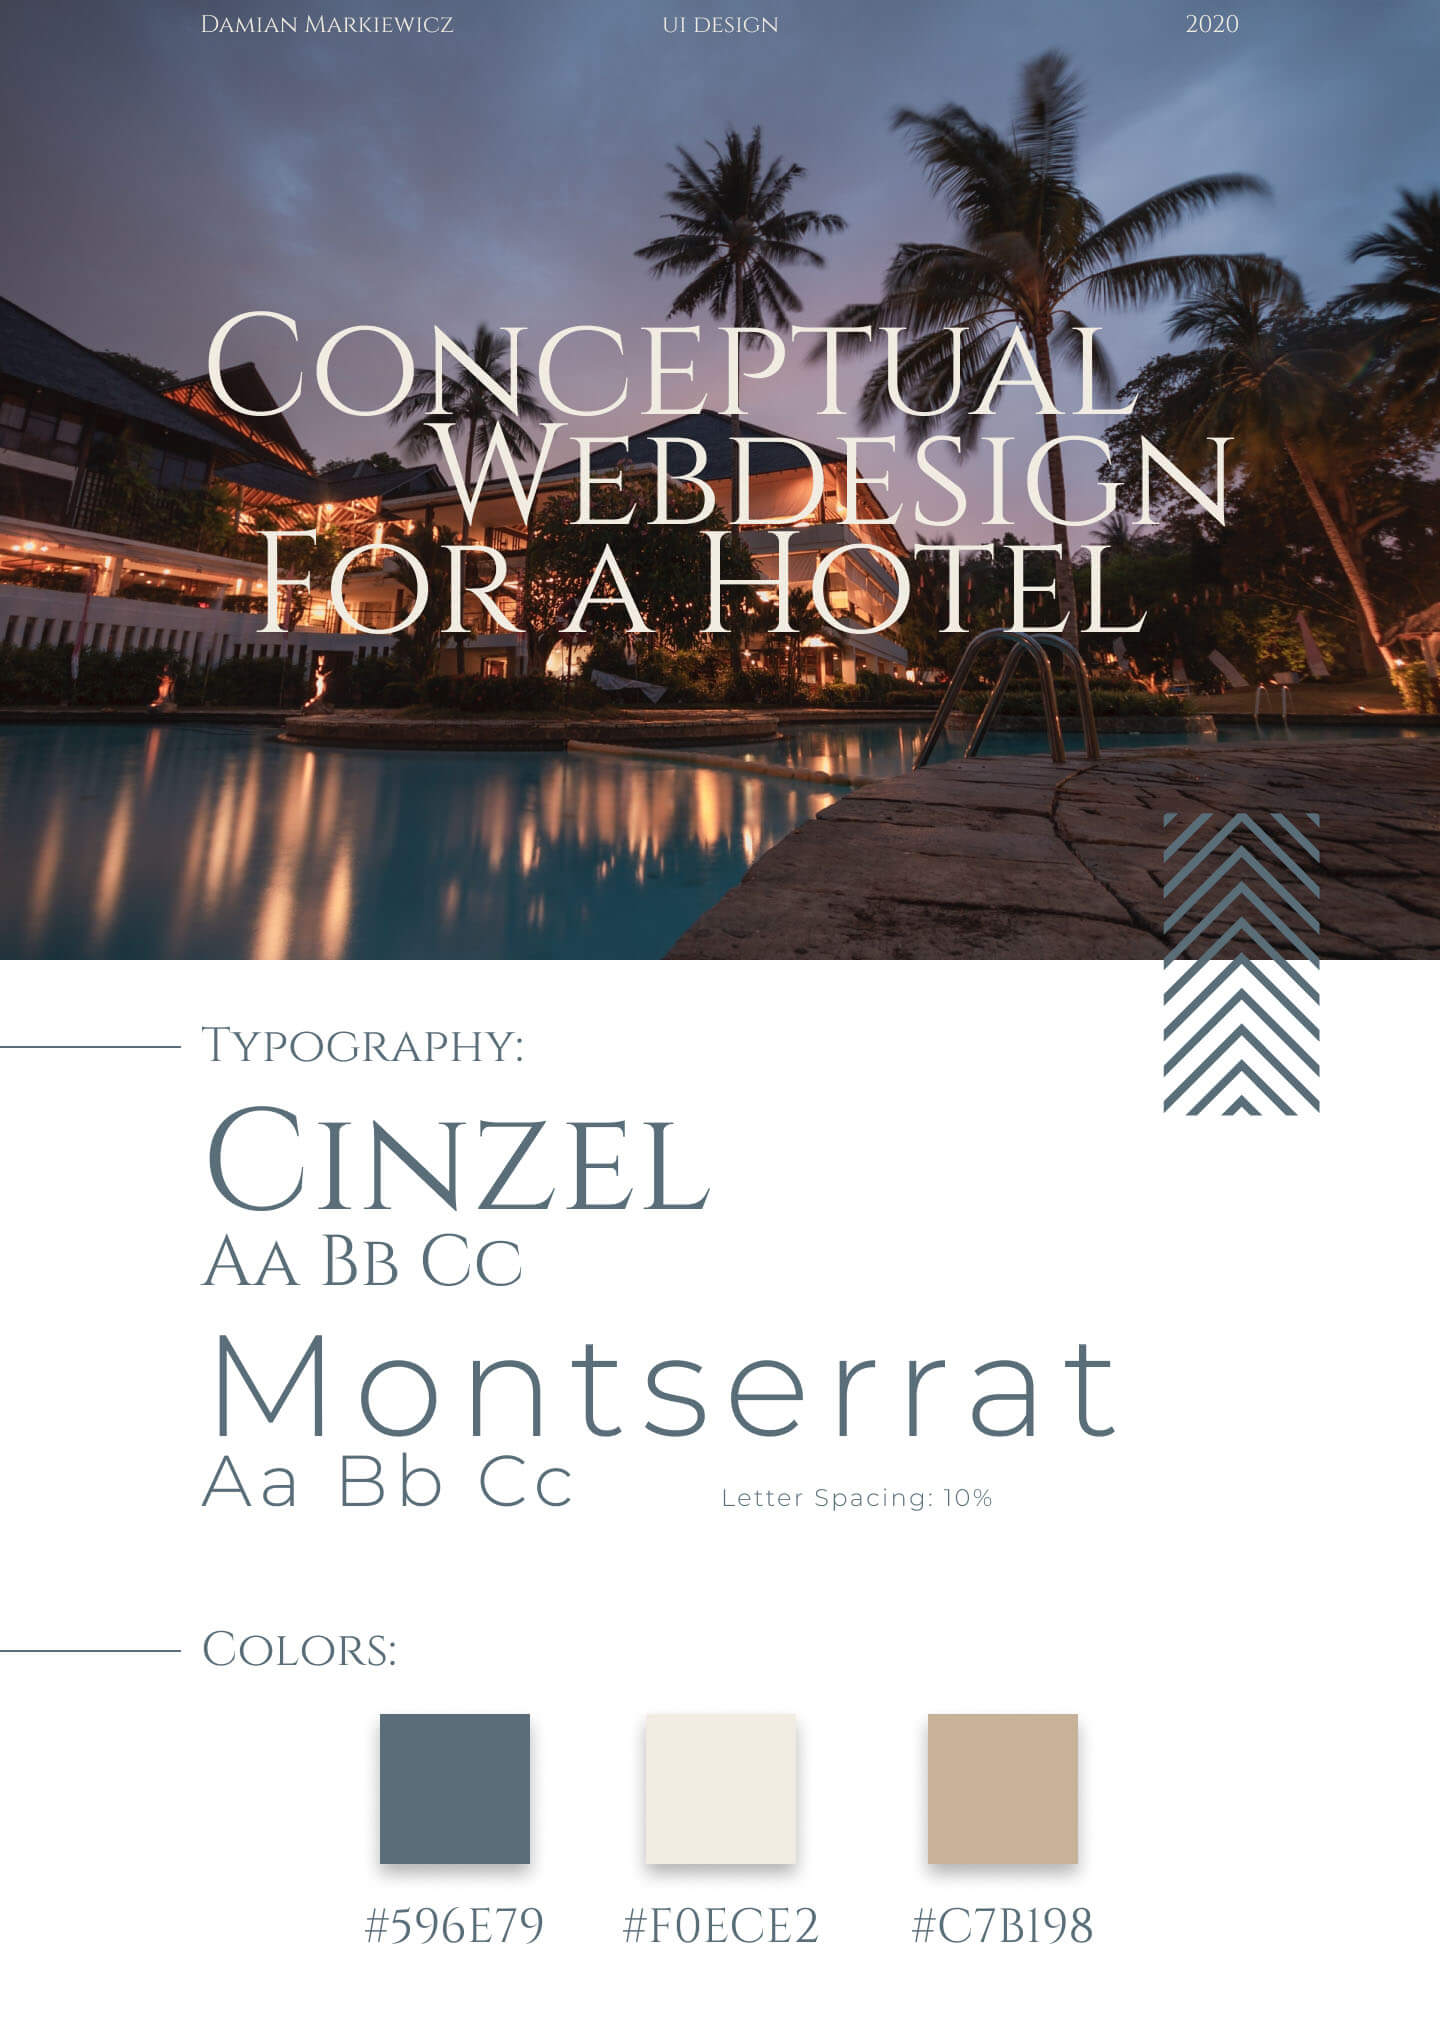 Damian Markiewicz
UI Design
2020
Conceptual
Webdesign
For a Hotel
Typography:
Cinzel
Aa Bb Cc
Montserrat
Aa Bb Cc
Letter Spacing: 10%
Colors:
#596E79
#F0ECE2
#C7B198